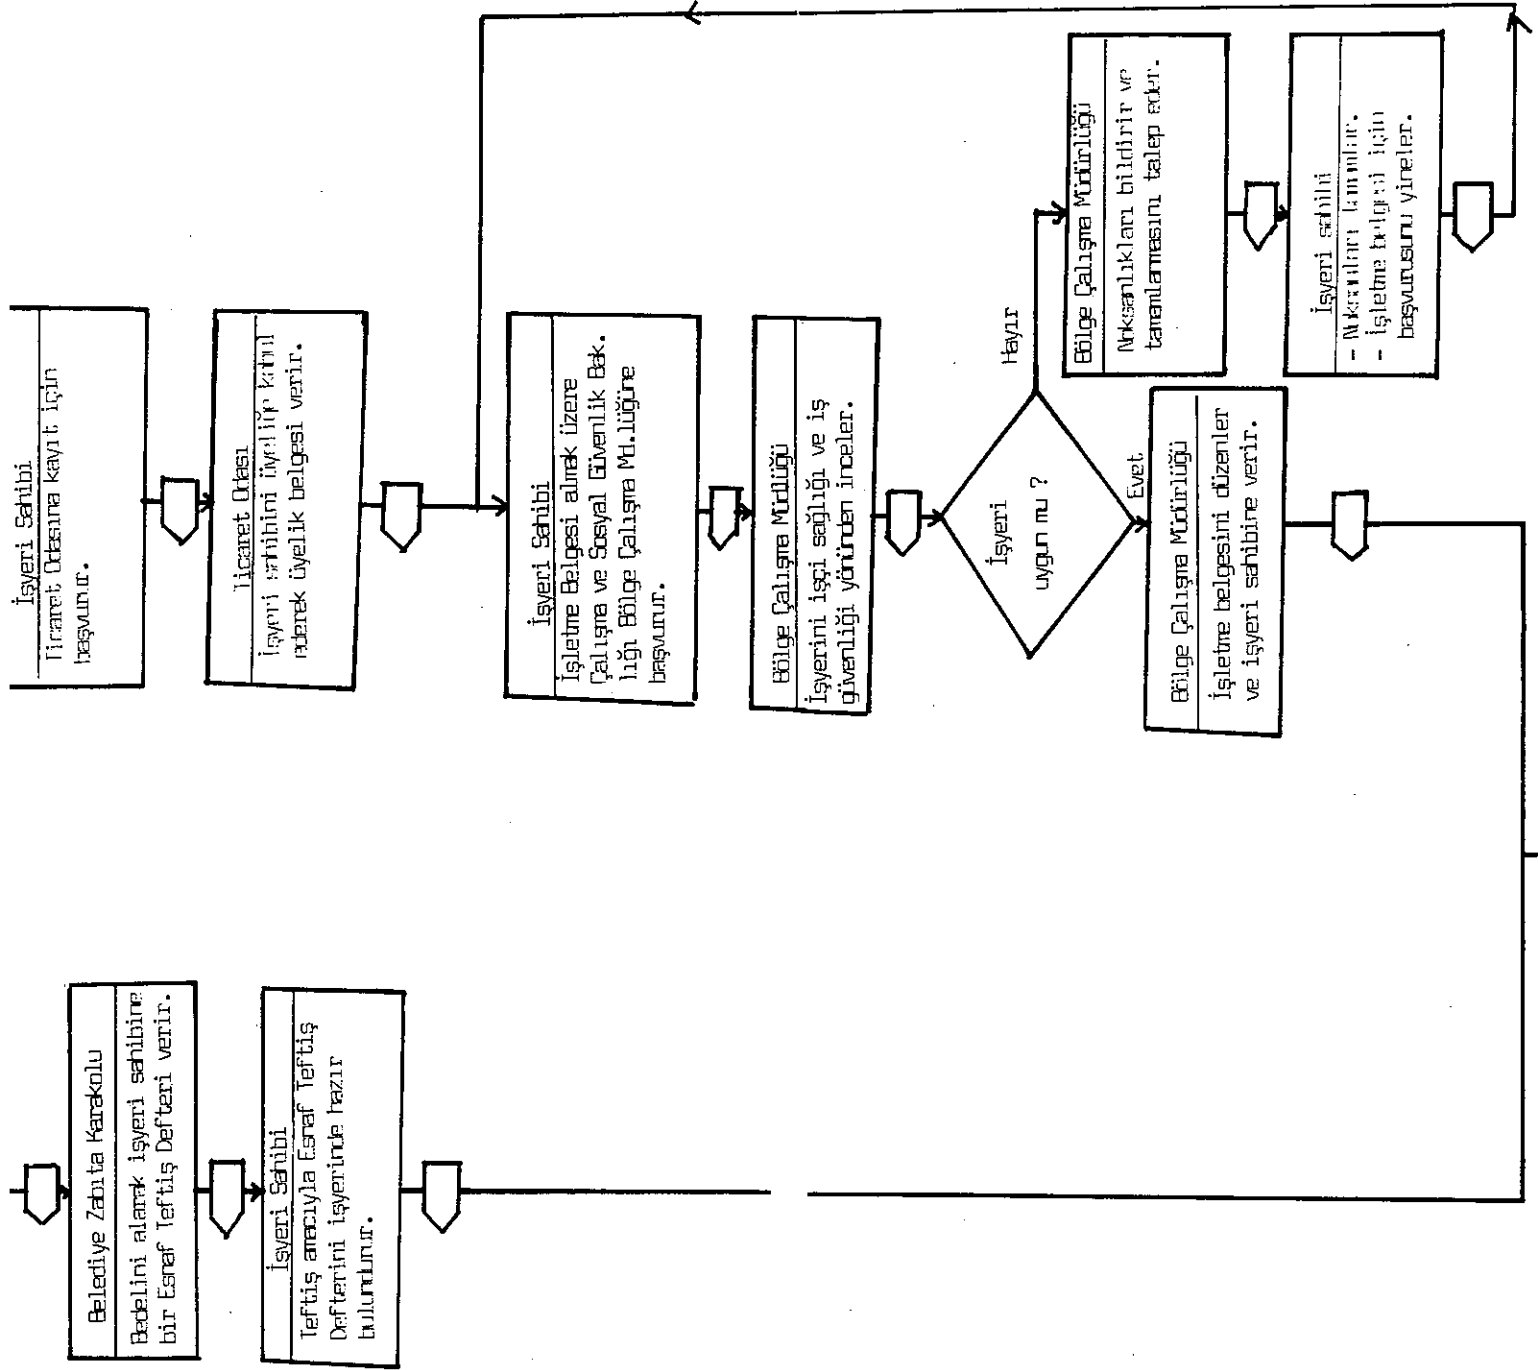 Belediye Zabıta Karakolu
Bedelini alarak işyeri sahibine
bir Esnaf Teftiş Defteri verir.
İşyeri Sahibi
Teftiş amacıyla Esnaf Teftiş
Defterini işyerinde hazır
bulundurur.
İşyeri Sahibi
Ticaret Odasına kayıt için
başvurur.
Ticaret Odası
İşyeri sahibini üyeliğe kabul
ederek üyelik belgesi verir.
İşyeri Sahibi
İşletme Belgesi almak üzere
Çalışma ve Sosyal Güvenlik Bak.
lığı Bölge Çalışma Md.lüğüne
başvurur.
Bölge Çalışma Müdlüğü
İşyerini işçi sağlığı ve iş
güvenliği yönünden inceler.
İşyeri
uygun mu ?
Hayır
Evet
Bölge Çalışma Müdürlüğü
İşletme belgesini düzenler
ve işyeri sahibine verir.
Bölge Çalışma Müdürlüğü
Noksanlıkları bildirir ve
tamamlanmasını talep eder.
İşyeri sahibi
- Noksanları tamamlar.
- İşletme belgesi için
başvurusunu yineler.